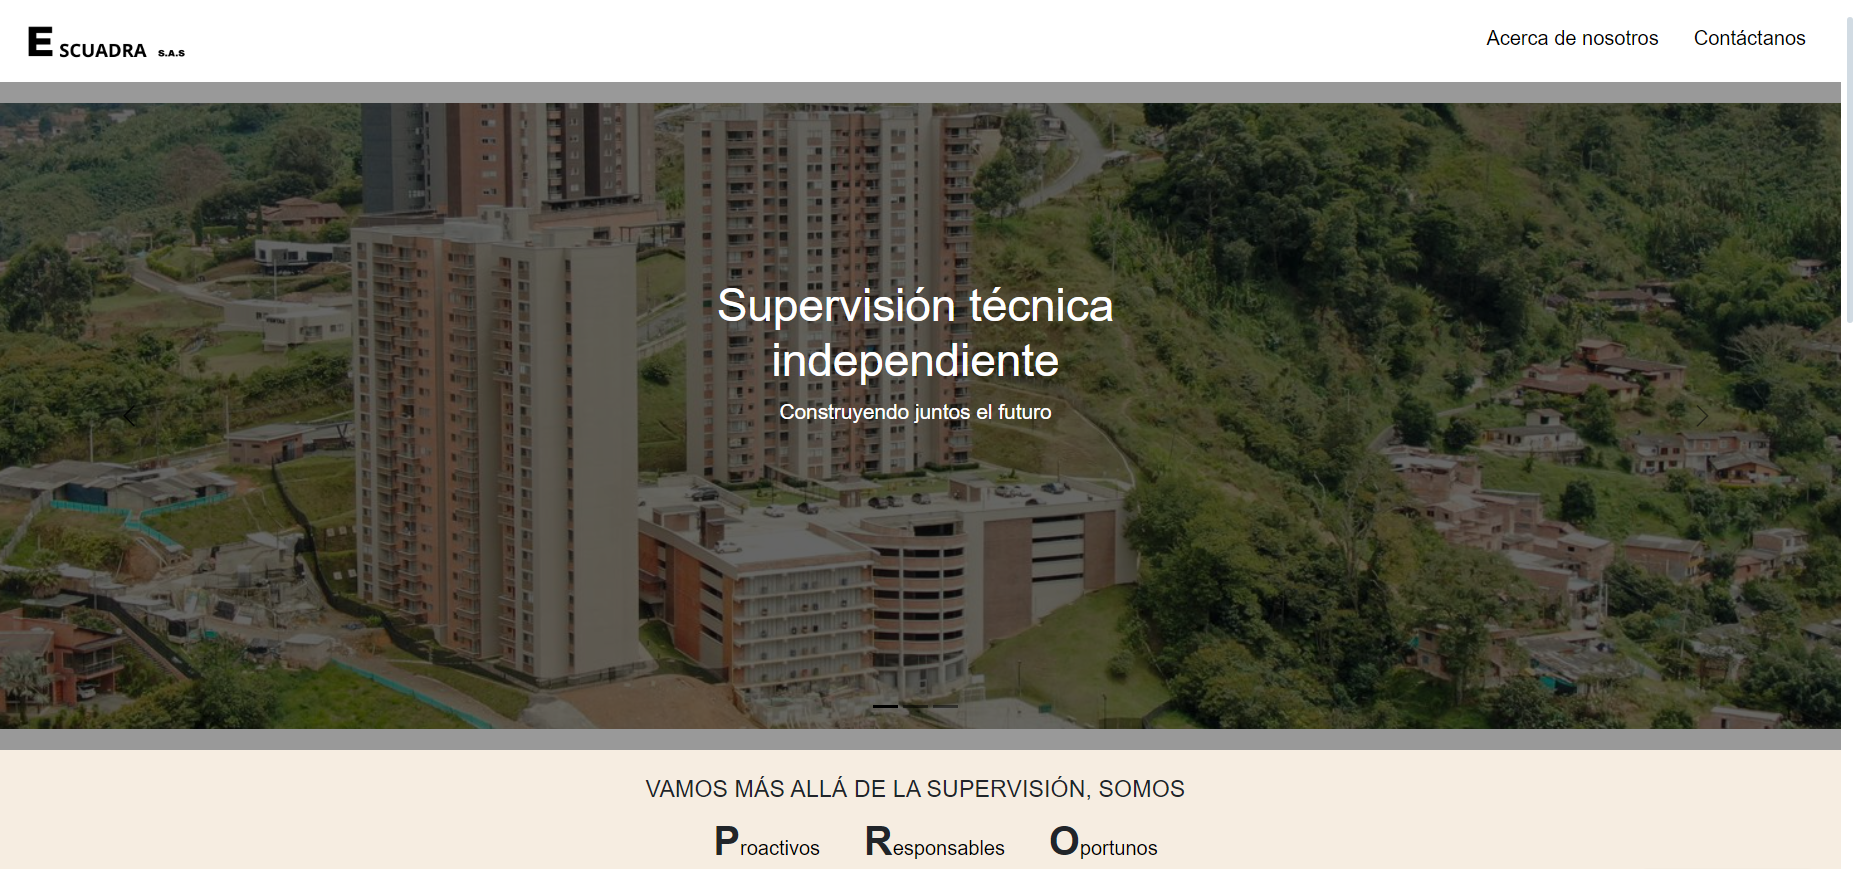 ESCUADRA S.A.S
Acerca de nosotros Contáctanos
Supervisión técnica
independiente
Construyendo juntos el futuro
VAMOS MÁS ALLÁ DE LA SUPERVISIÓN, SOMOS
Proactivos Responsables Oportunos